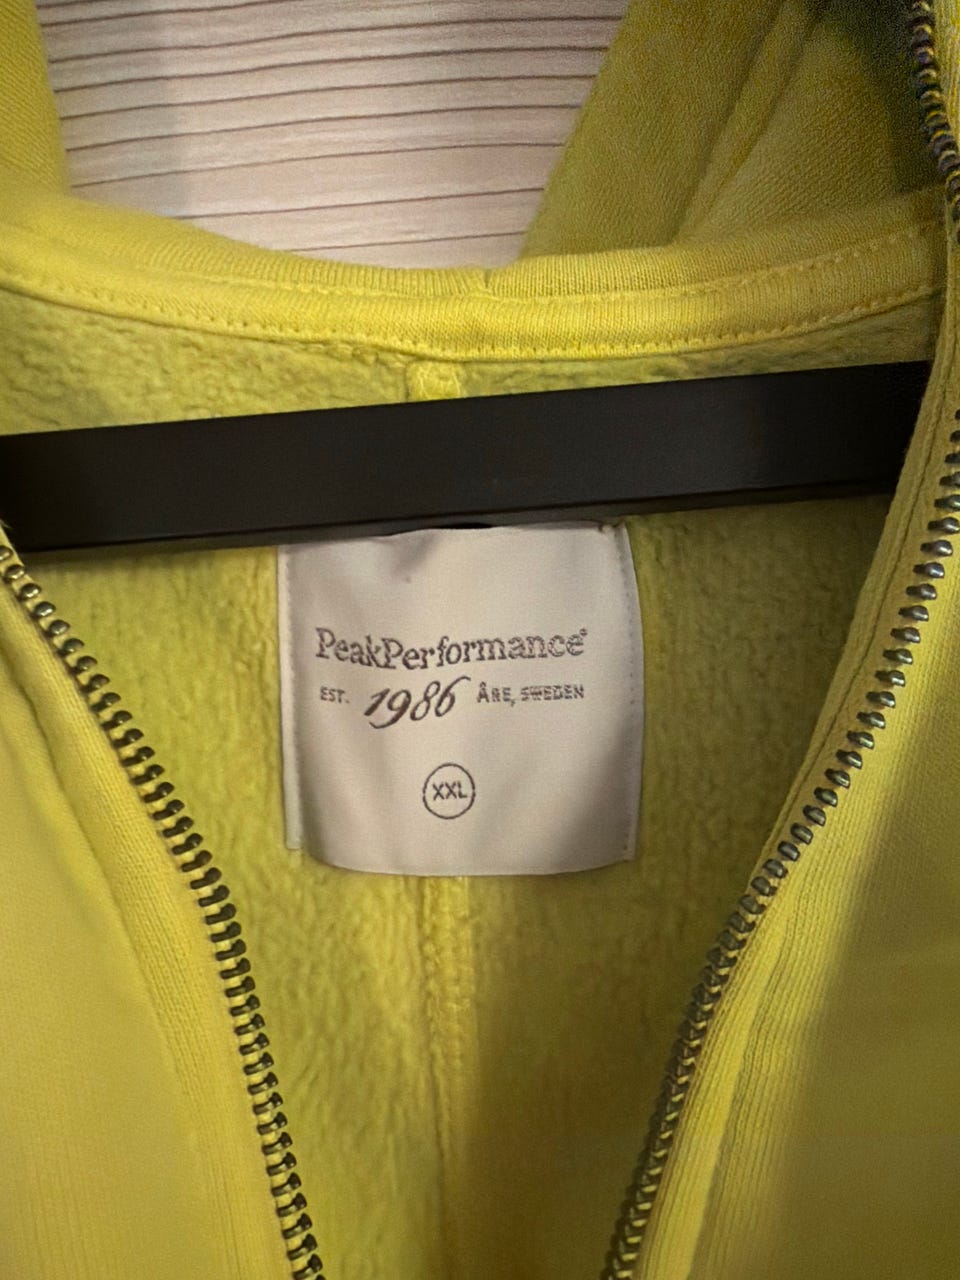 PeakPerformance®
EST. 1986 ÅRE, SWEDEN
XXL